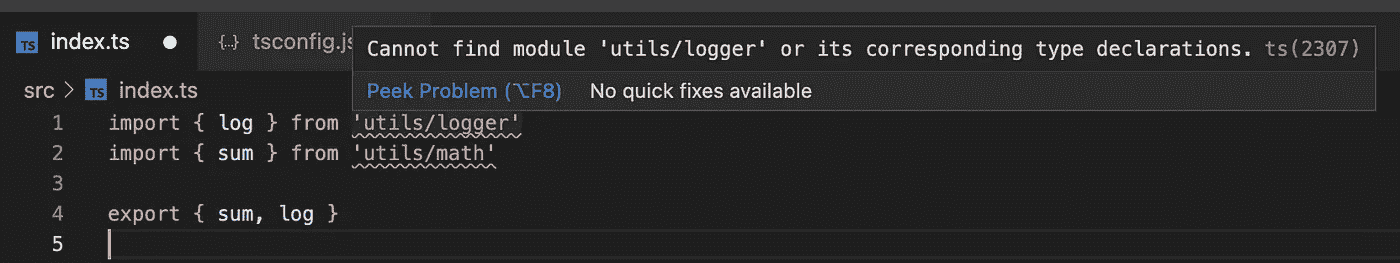 TS index.ts ● {..} tsconfig.js
Cannot find module 'utils/logger' or its corresponding type declarations. ts(2307)
Peek Problem (⌥F8) No quick fixes available
src > TS index.ts
1 import { log } from 'utils/logger'
2 import { sum } from 'utils/math'
3
4 export { sum, log }
5